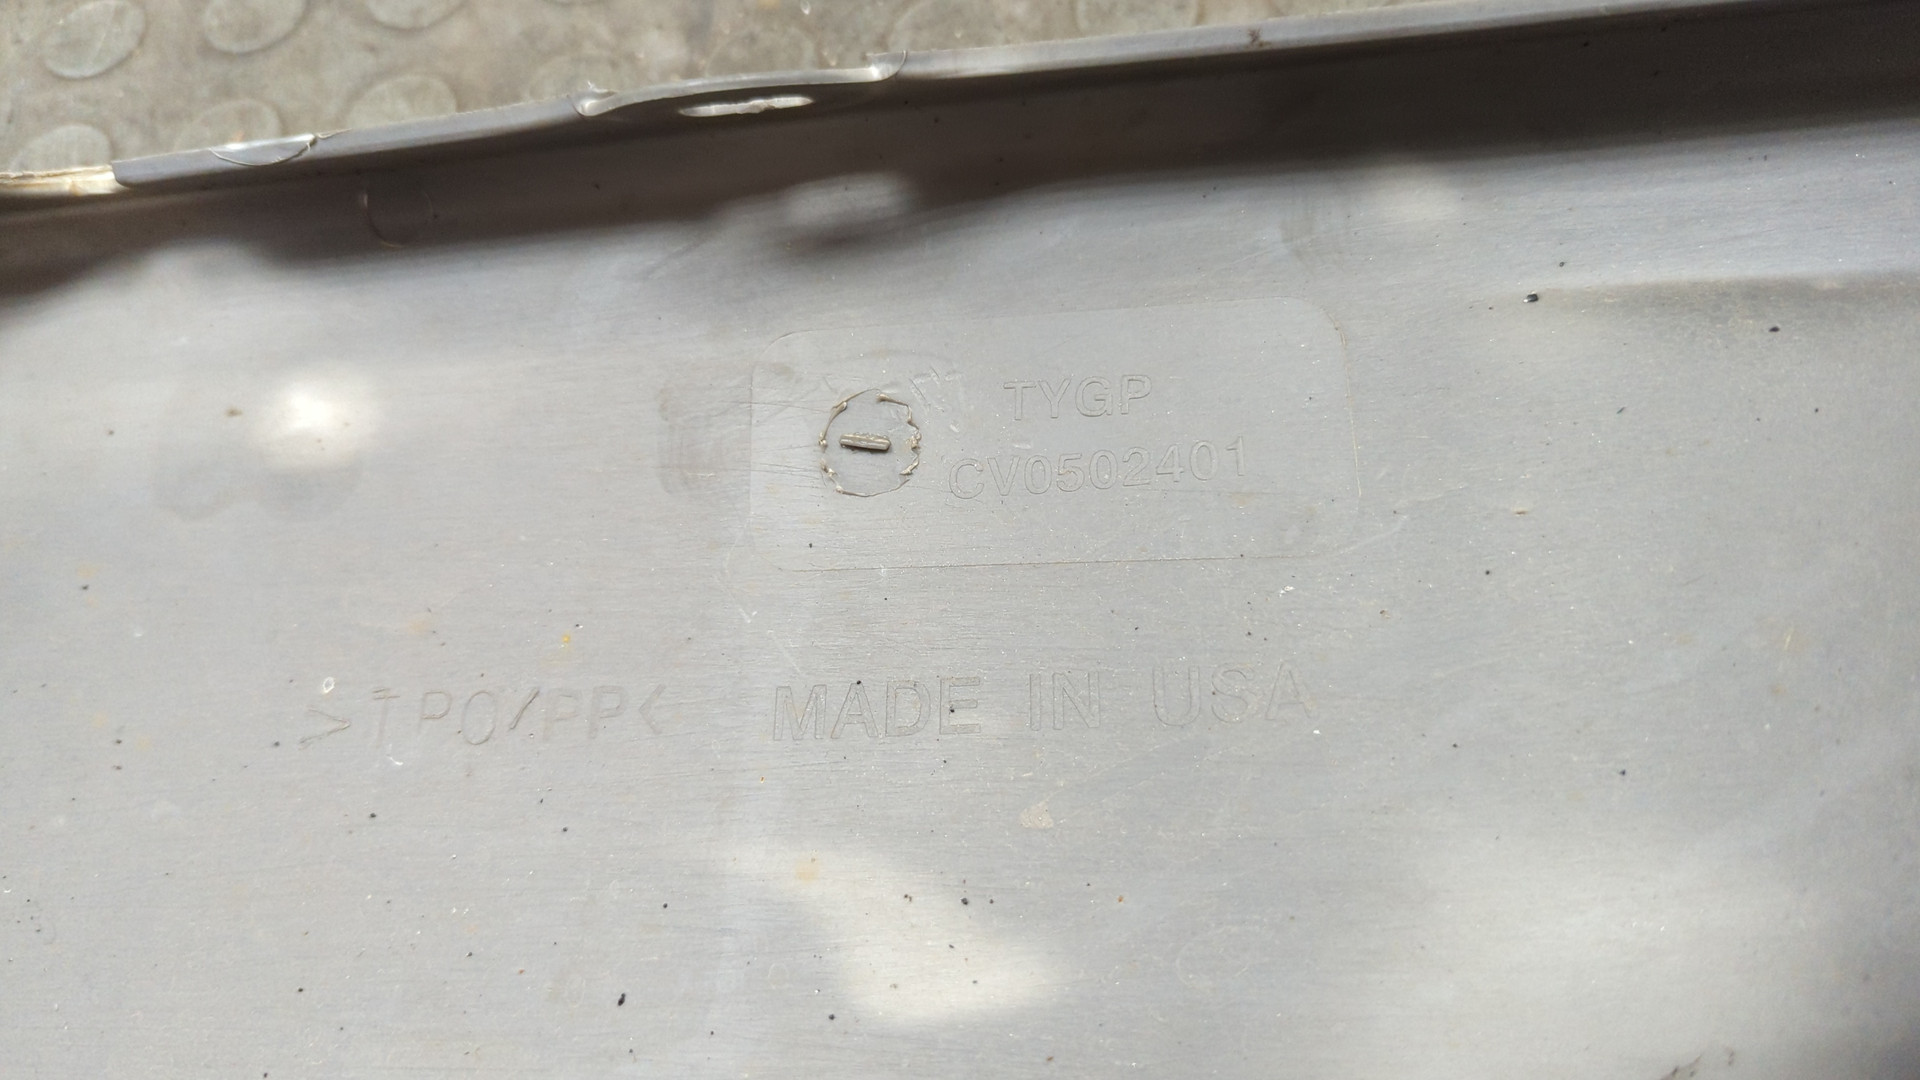 TYGP
CV0502401
>TPO/PP<
MADE IN USA